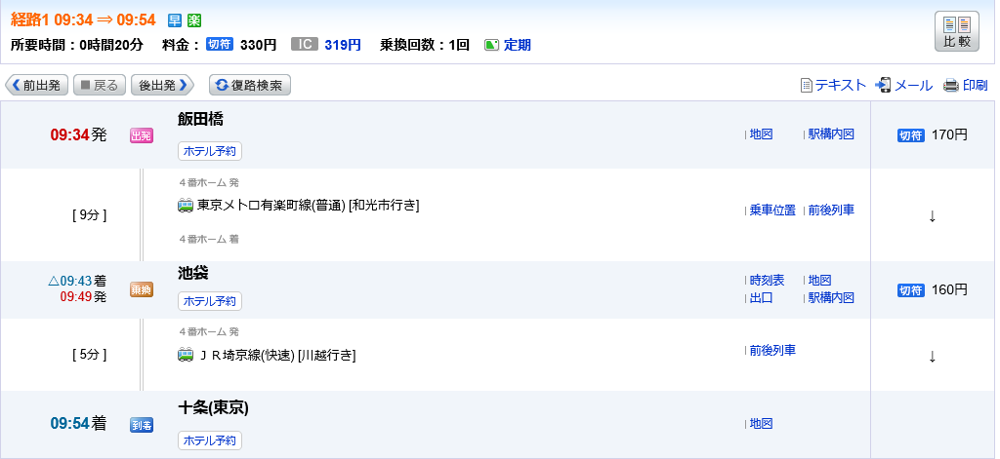 経路1 09:34 ⇒ 09:54 早 楽
所要時間：0時間20分 料金： 切符 330円 IC 319円 乗換回数：1回 定期
比較
前出発 戻る 後出発 復路検索 テキスト メール 印刷
09:34発 出発 飯田橋 地図 駅構内図 切符 170円
ホテル予約
４番ホーム 発
[ 9分 ] 東京メトロ有楽町線(普通) [和光市行き] 乗車位置 前後列車 ↓
４番ホーム 着
△09:43着 池袋 時刻表 地図
09:49発 乗換 ホテル予約 出口 駅構内図 切符 160円
４番ホーム 発
[ 5分 ] ＪＲ埼京線(快速) [川越行き] 前後列車 ↓
09:54着 到着 十条(東京) 地図
ホテル予約